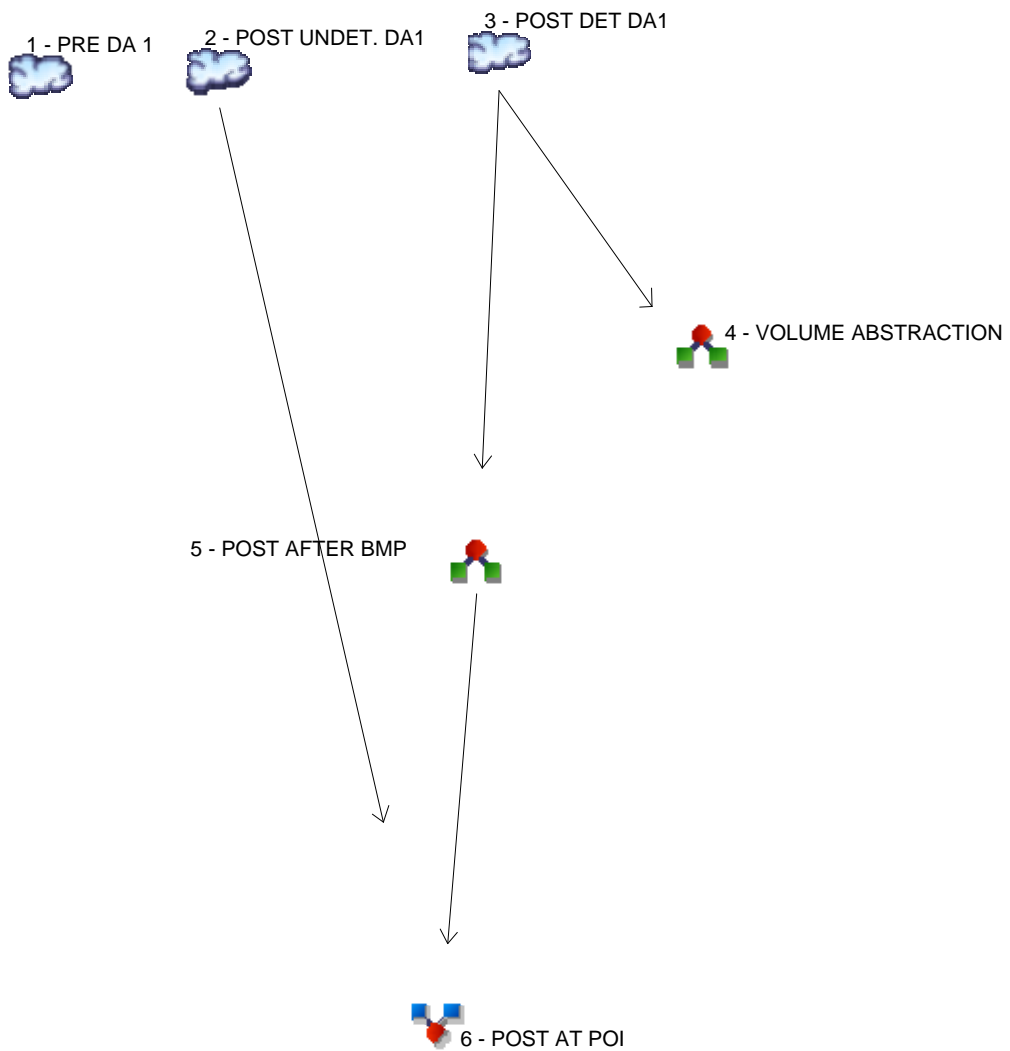 1 - PRE DA 1
2 - POST UNDET. DA1
3 - POST DET DA1
4 - VOLUME ABSTRACTION
5 - POST AFTER BMP
6 - POST AT POI